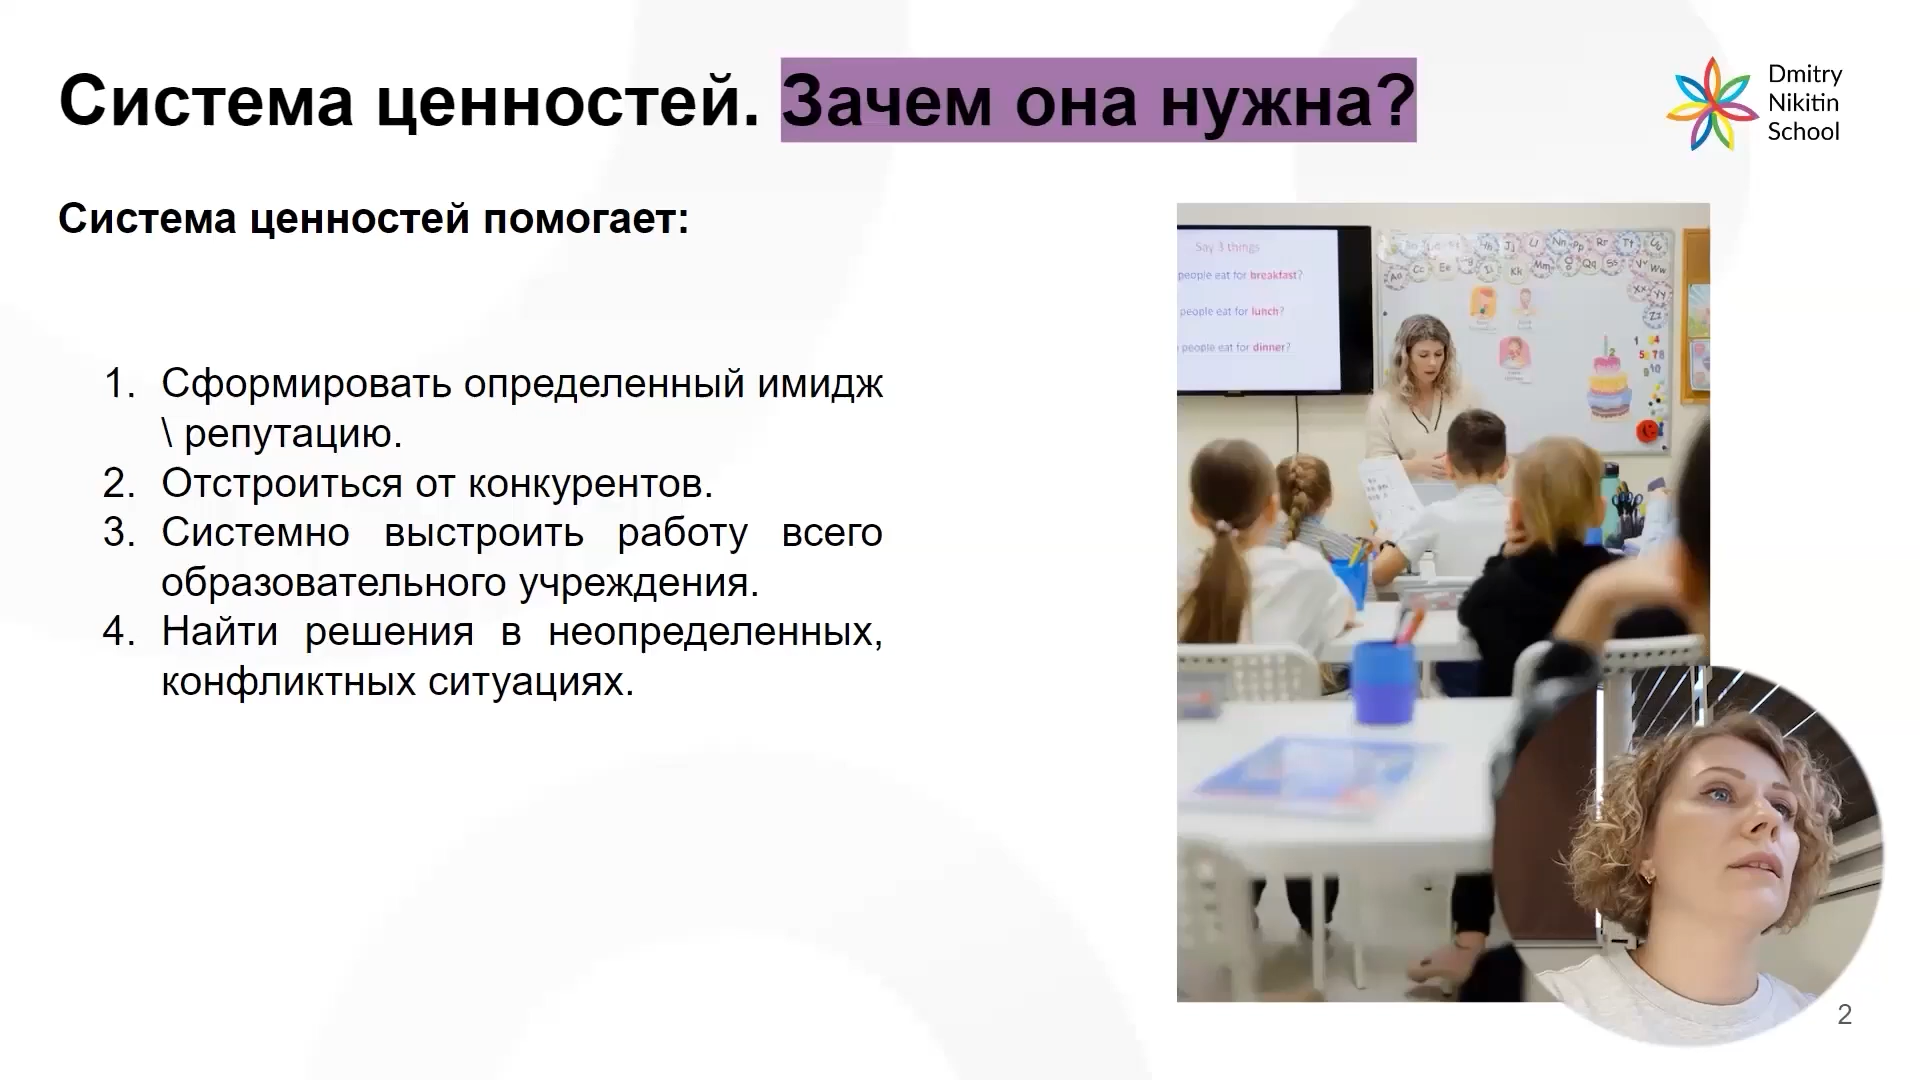 Система ценностей. Зачем она нужна?
Dmitry
Nikitin
School
Система ценностей помогает:
1. Сформировать определенный имидж
\ репутацию.
2. Отстроиться от конкурентов.
3. Системно выстроить работу всего
образовательного учреждения.
4. Найти решения в неопределенных,
конфликтных ситуациях.
Say 3 things
people eat for breakfast?
people eat for lunch?
people eat for dinner?
2